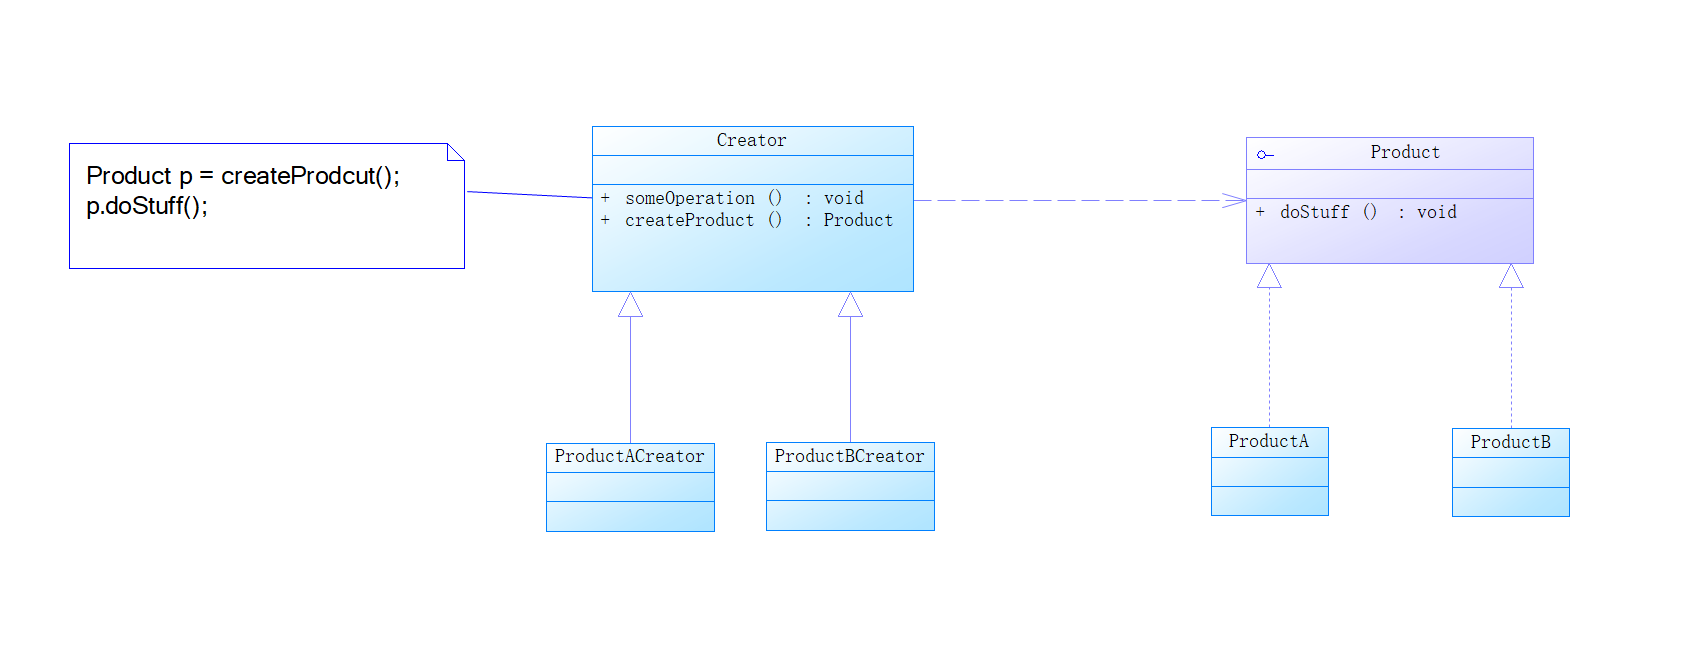 Product p = createProdcut();
p.doStuff();
Creator
+ someOperation () : void
+ createProduct () : Product
Product
+ doStuff () : void
ProductACreator
ProductBCreator
ProductA
ProductB